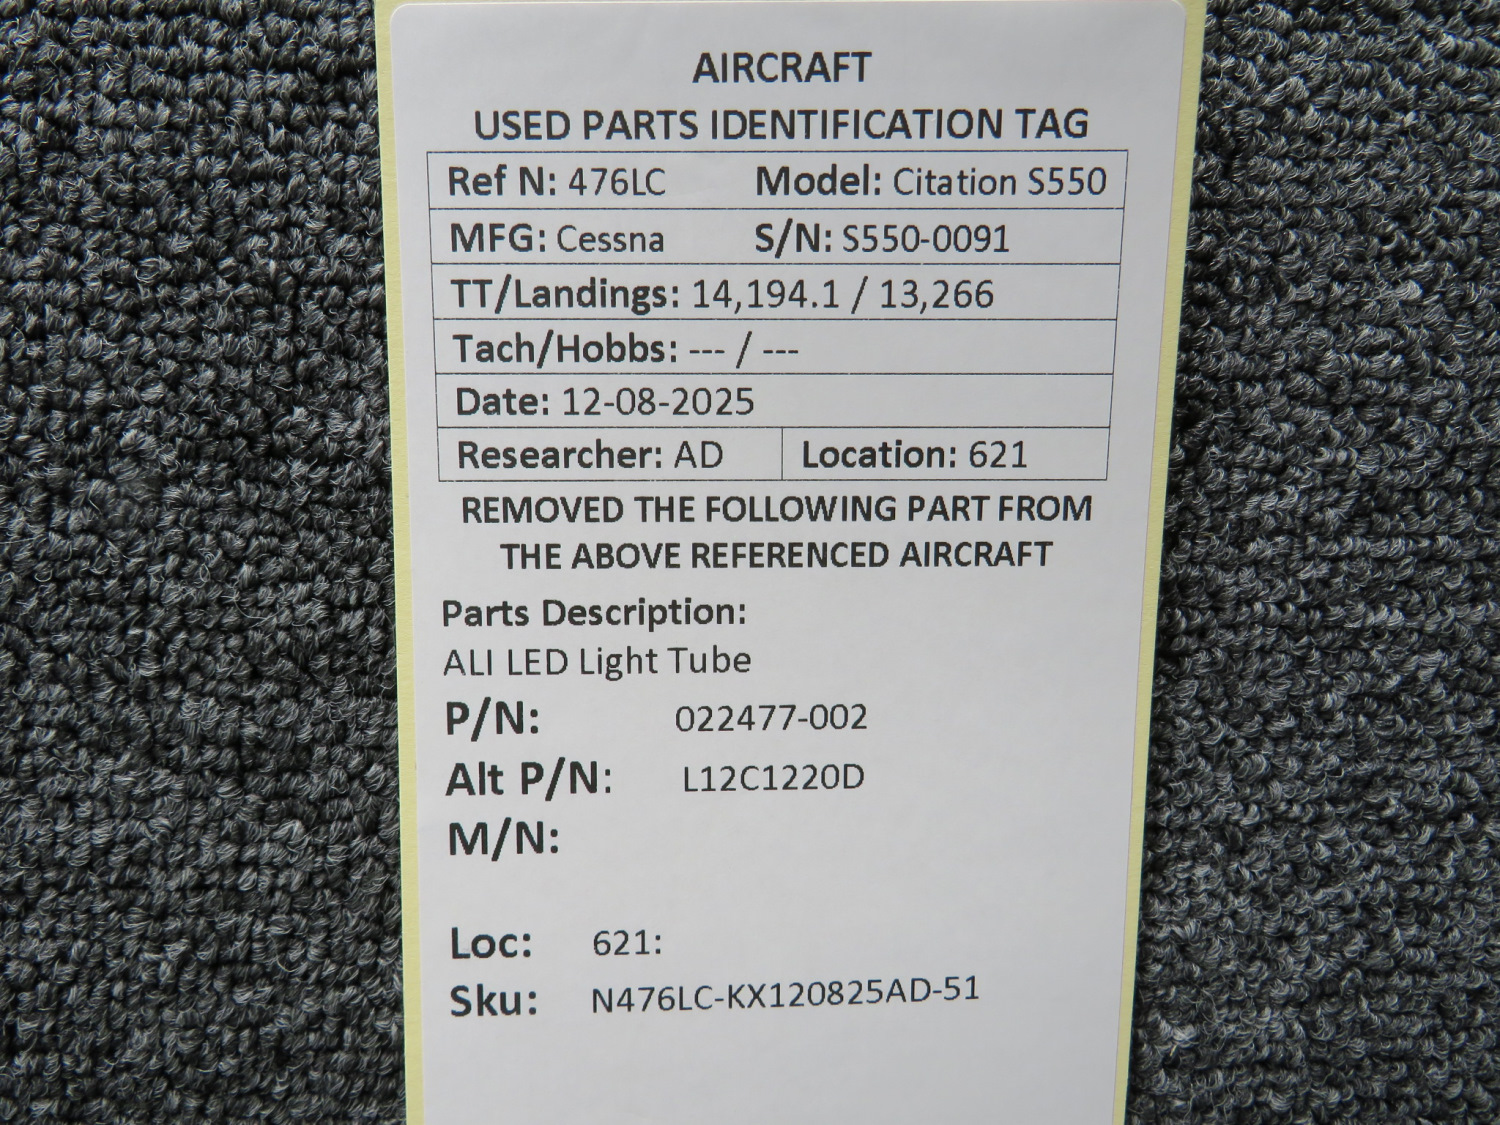 AIRCRAFT
USED PARTS IDENTIFICATION TAG
Ref N: 476LC Model: Citation S550
MFG: Cessna S/N: S550-0091
TT/Landings: 14,194.1 / 13,266
Tach/Hobbs: --- / ---
Date: 12-08-2025
Researcher: AD Location: 621
REMOVED THE FOLLOWING PART FROM
THE ABOVE REFERENCED AIRCRAFT
Parts Description:
ALI LED Light Tube
P/N: 022477-002
Alt P/N: L12C1220D
M/N:
Loc: 621:
Sku: N476LC-KX120825AD-51